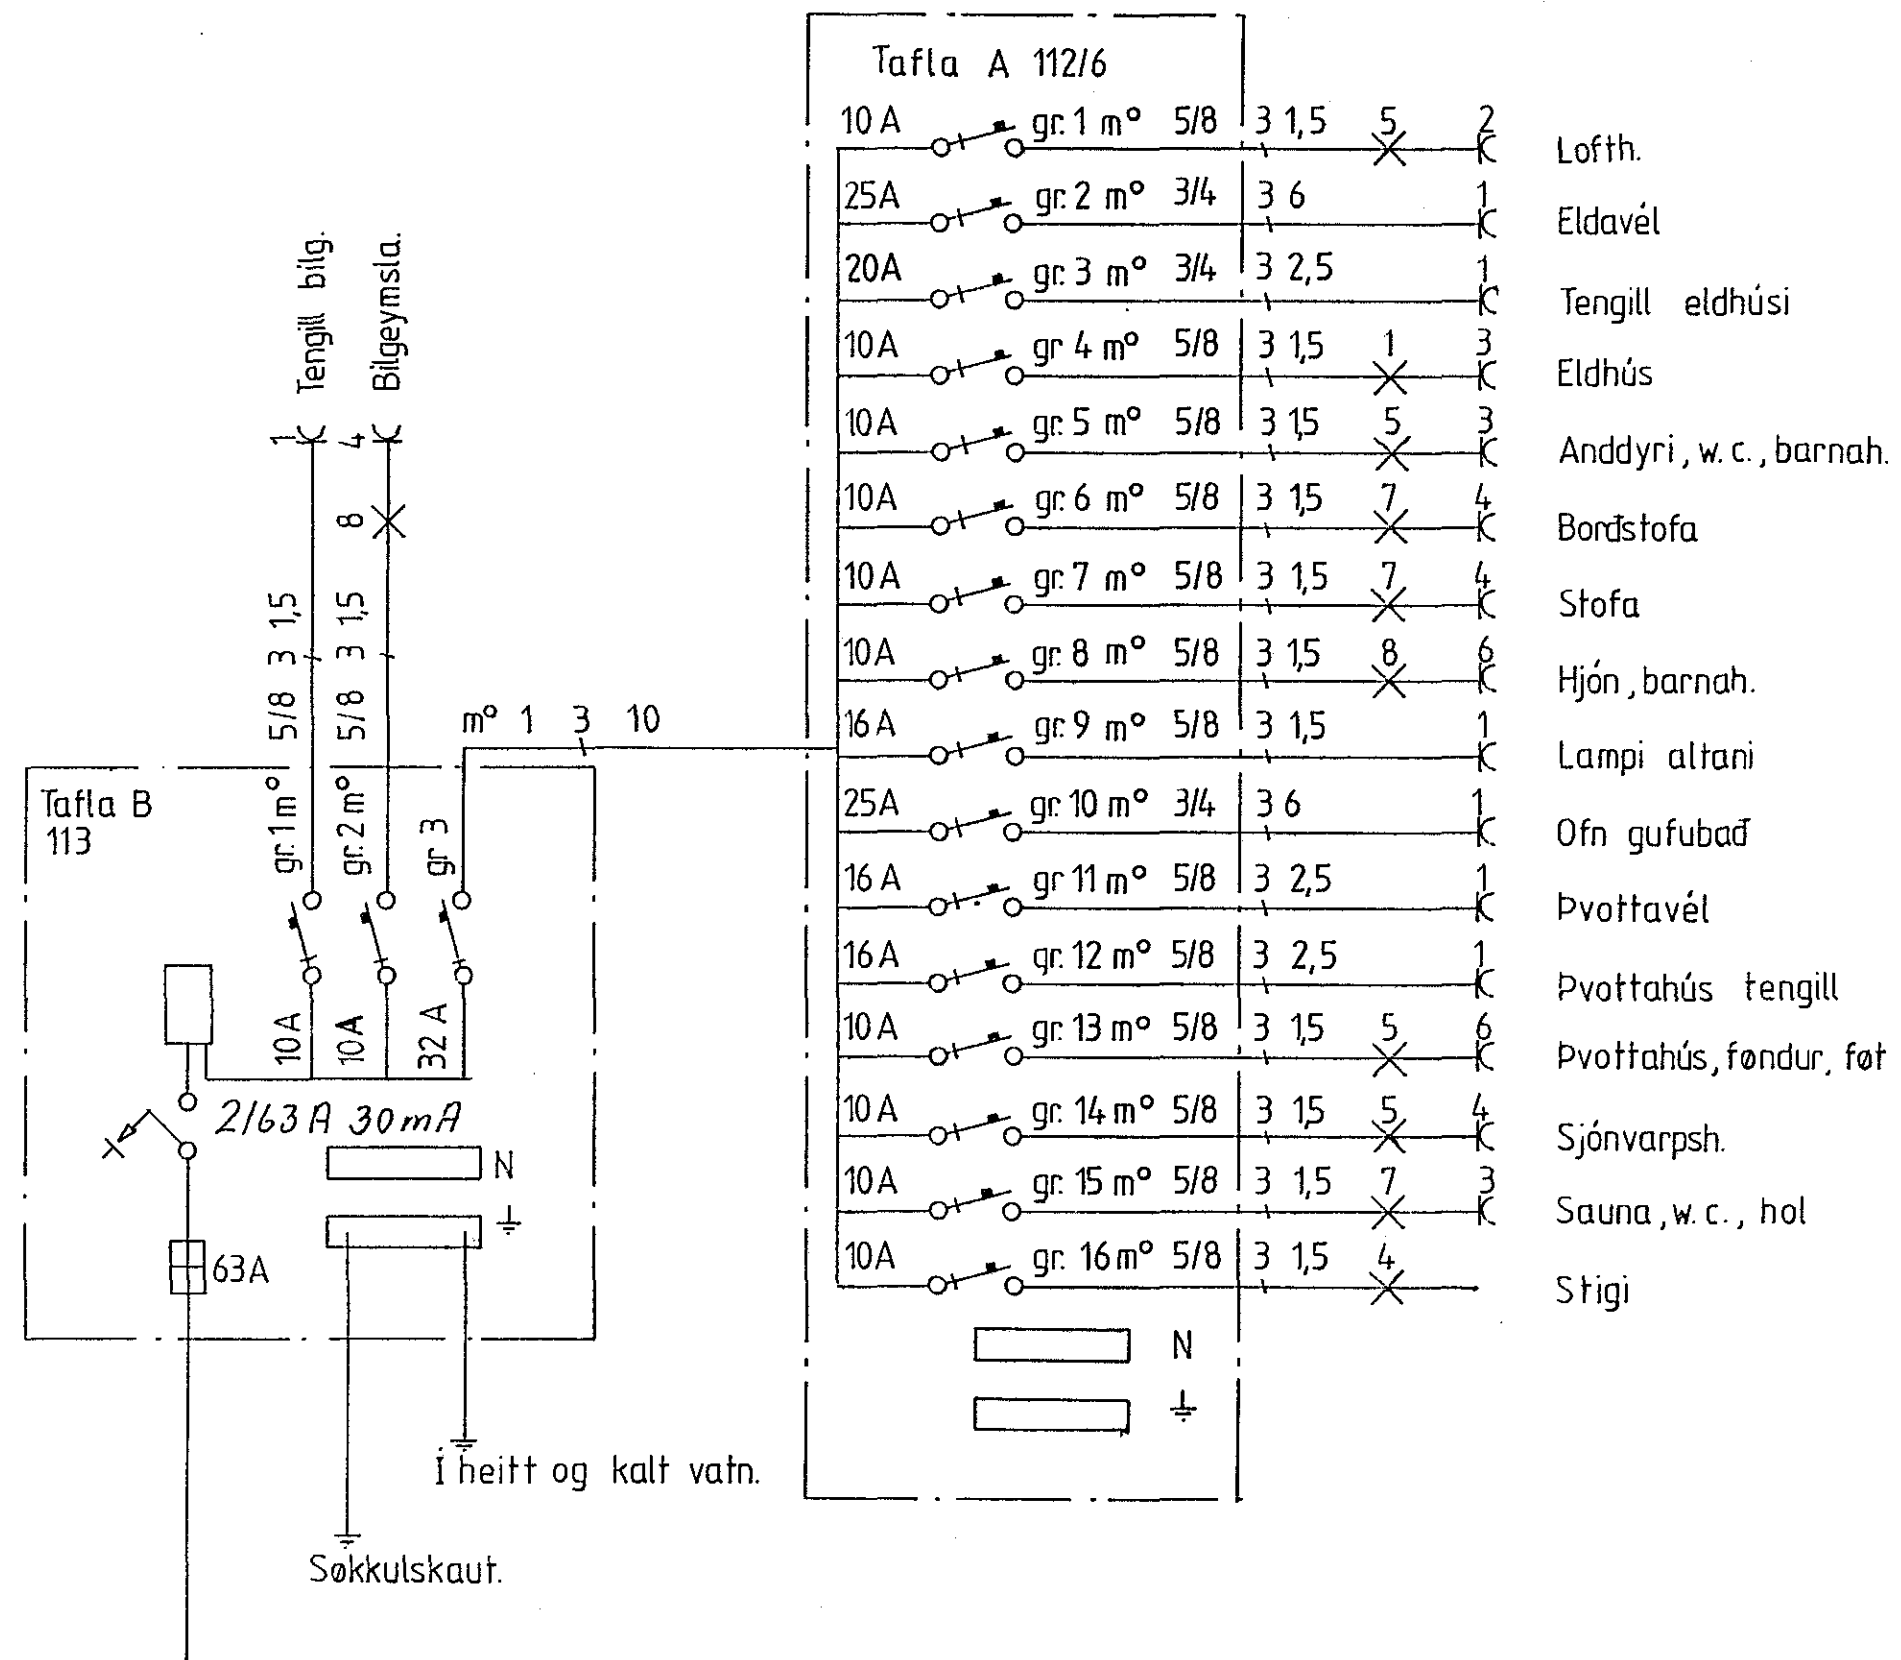 Tafla A 112/6
10A gr. 1 m° 5/8 3 1,5 5 2 Lofth.
25A gr. 2 m° 3/4 3 6 1 Eldavél
20A gr. 3 m° 3/4 3 2,5 1 Tengill eldhúsi
10A gr 4 m° 5/8 3 1,5 1 3 Eldhús
10A gr. 5 m° 5/8 3 1,5 5 3 Anddyri, w.c., barnah.
10A gr. 6 m° 5/8 3 1,5 7 4 Borðstofa
10A gr. 7 m° 5/8 3 1,5 7 4 Stofa
10A gr. 8 m° 5/8 3 1,5 8 6 Hjón, barnah.
16A gr. 9 m° 5/8 3 1,5 1 Lampi altani
25A gr. 10 m° 3/4 3 6 1 Ofn gufubað
16A gr 11 m° 5/8 3 2,5 1 Þvottavél
16A gr. 12 m° 5/8 3 2,5 1 Þvottahús tengill
10A gr. 13 m° 5/8 3 1,5 5 6 Þvottahús, føndur, føt
10A gr. 14 m° 5/8 3 1,5 5 4 Sjónvarpsh.
10A gr. 15 m° 5/8 3 1,5 7 3 Sauna, w.c., hol
10A gr. 16 m° 5/8 3 1,5 4 Stigi
N
Tengill bílg.
1
5/8 3 1,5
gr. 1 m°
10A
Bílgeymsla.
4
8
5/8 3 1,5
gr. 2 m°
10A
m° 1 3 10
gr 3
32 A
Tafla B
113
2/63 A 30mA
N
63A
Í heitt og kalt vatn.
Søkkulskaut.